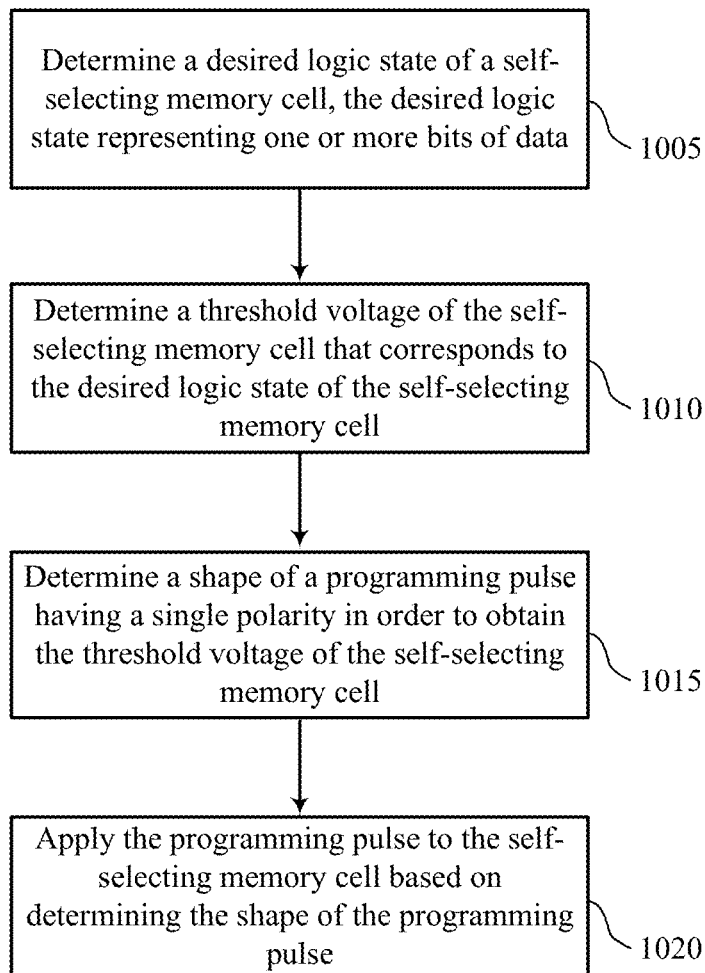 Determine a desired logic state of a self-
selecting memory cell, the desired logic
state representing one or more bits of data
1005
Determine a threshold voltage of the self-
selecting memory cell that corresponds to
the desired logic state of the self-selecting
memory cell
1010
Determine a shape of a programming pulse
having a single polarity in order to obtain
the threshold voltage of the self-selecting
memory cell
1015
Apply the programming pulse to the self-
selecting memory cell based on
determining the shape of the programming
pulse
1020